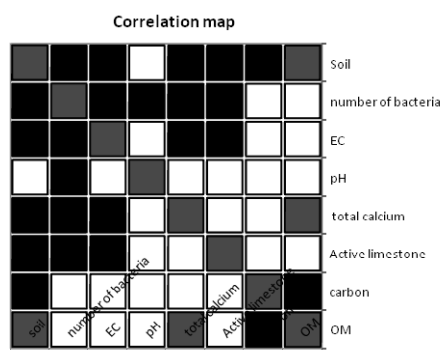 Correlation map
Soil
number of bacteria
EC
pH
total calcium
Active limestone
carbon
OM
soil
number of bacteria
EC
pH
total calcium
Active limestone
OM